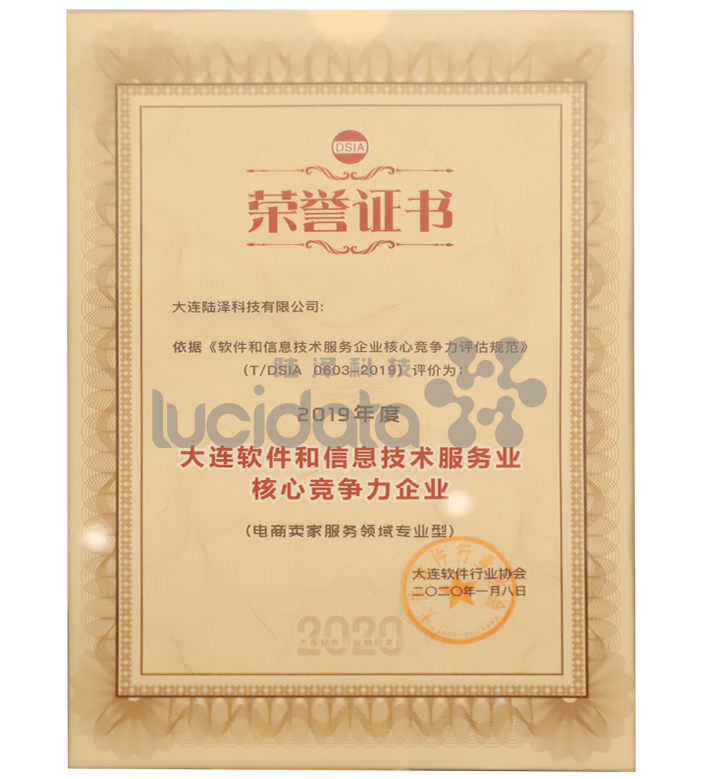 DSIA
荣誉证书
大连陆泽科技有限公司:
依据《软件和信息技术服务企业核心竞争力评估规范》
(T/DSIA 0603-2019) 评价为:
陆泽科技
lucidata
2019年度
大连软件和信息技术服务业
核心竞争力企业
(电商卖家服务领域专业型)
大连软件行业协会
二〇二〇年一月八日
2020